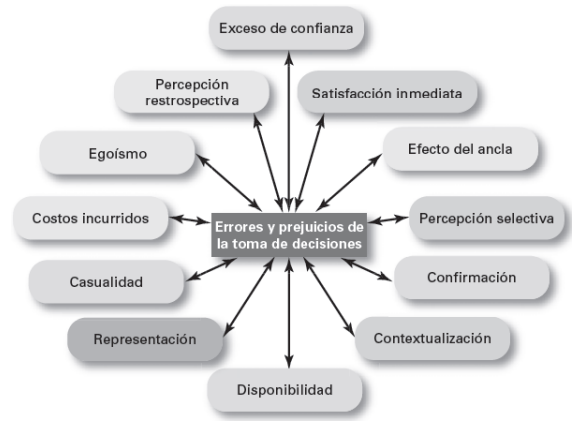 Exceso de confianza
Percepción
restrospectiva
Satisfacción inmediata
Egoísmo
Efecto del ancla
Costos incurridos
Errores y prejuicios de
la toma de decisiones
Percepción selectiva
Casualidad
Confirmación
Representación
Contextualización
Disponibilidad